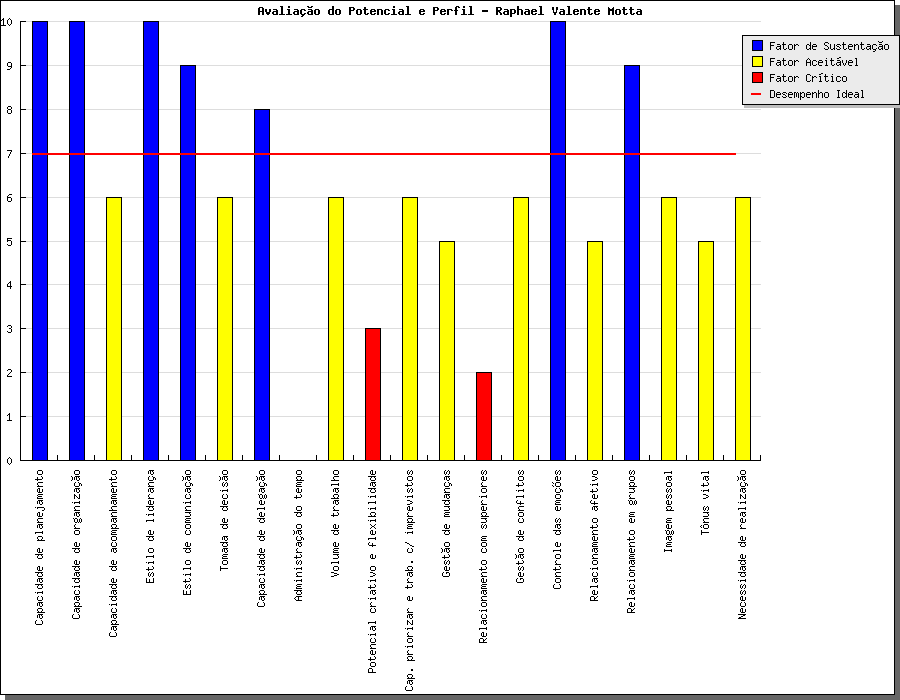 Avaliação do Potencial e Perfil - Raphael Valente Motta
Fator de Sustentação
Fator Aceitável
Fator Crítico
Desempenho Ideal
10
9
8
7
6
5
4
3
2
1
0
Capacidade de planejamento
Capacidade de organização
Capacidade de acompanhamento
Estilo de liderança
Estilo de comunicação
Tomada de decisão
Capacidade de delegação
Administração do tempo
Volume de trabalho
Potencial criativo e flexibilidade
Cap. priorizar e trab. c/ imprevistos
Gestão de mudanças
Relacionamento com superiores
Gestão de conflitos
Controle das emoções
Relacionamento afetivo
Relacionamento em grupos
Imagem pessoal
Tônus vital
Necessidade de realização